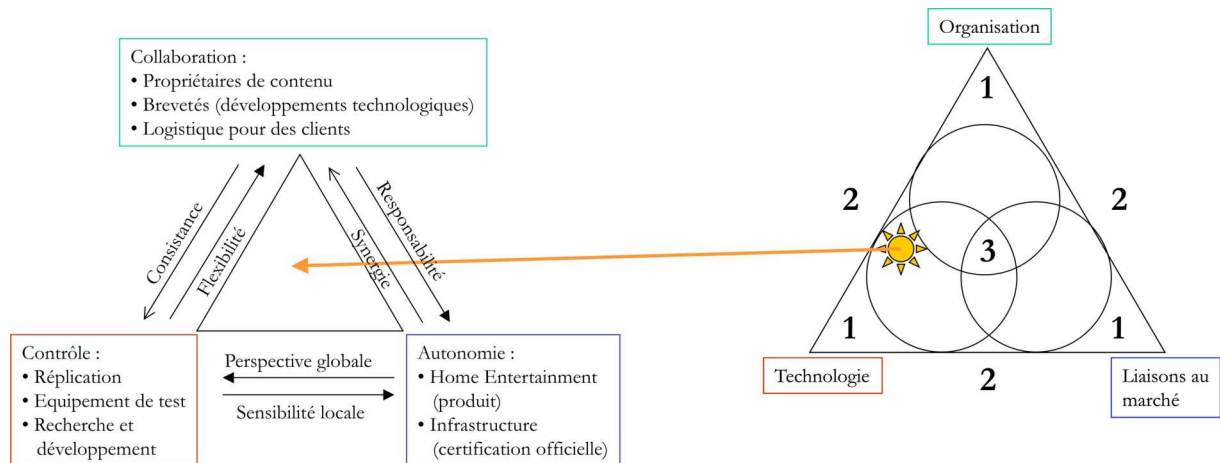 Collaboration :
• Propriétaires de contenu
• Brevetés (développements technologiques)
• Logistique pour des clients
Consistance
Flexibilité
Synergie
Responsabilité
Contrôle :
• Réplication
• Equipement de test
• Recherche et
développement
Perspective globale
Sensibilité locale
Autonomie :
• Home Entertainment
(produit)
• Infrastructure
(certification officielle)
Organisation
1
2
2
3
1
1
Technologie
2
Liaisons au
marché